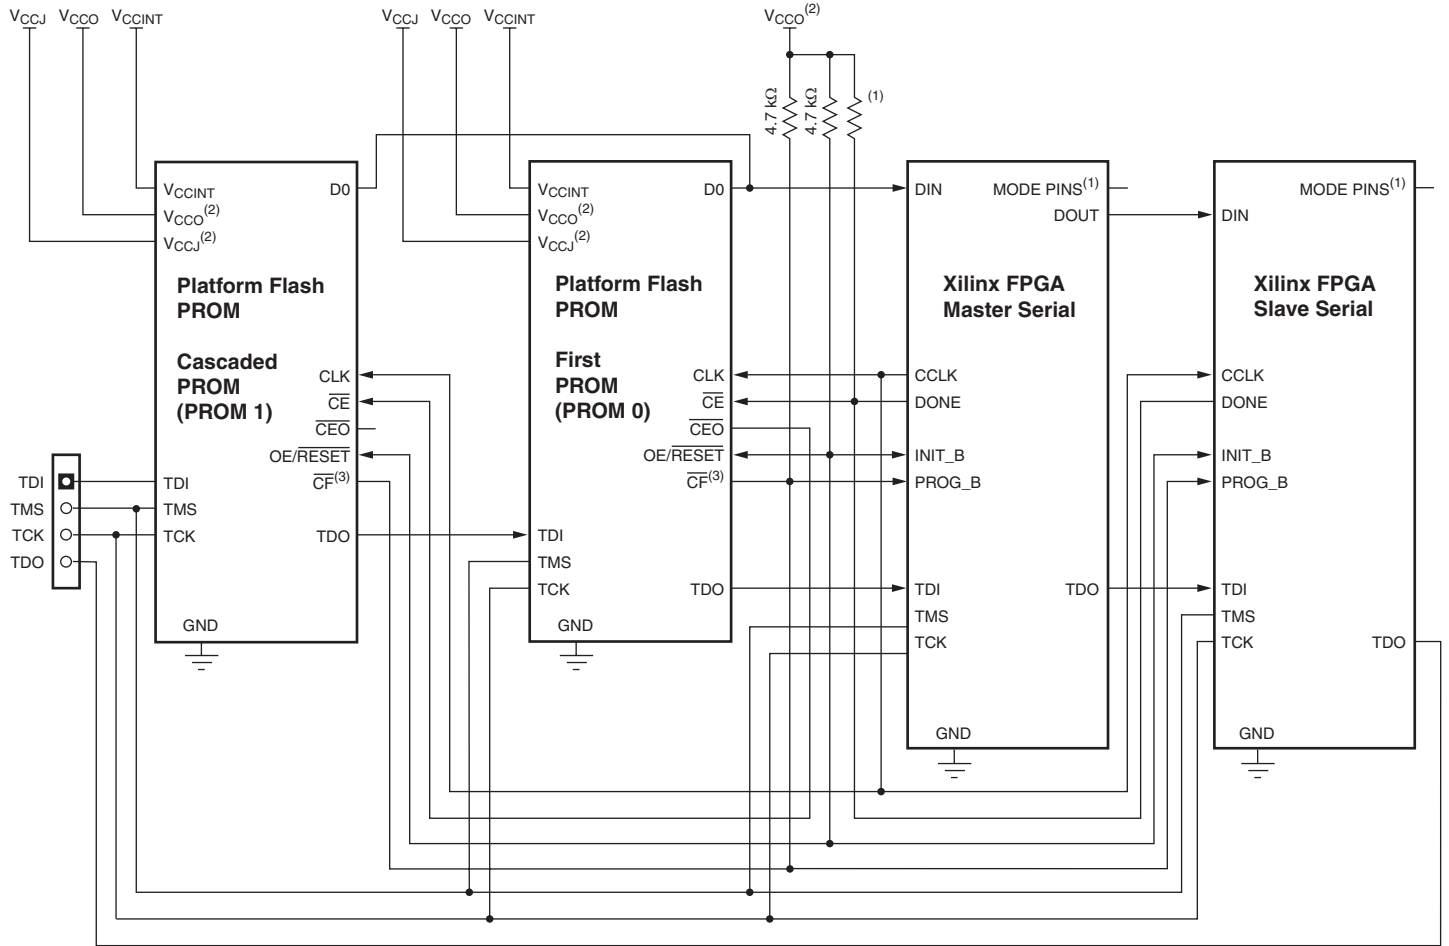 VCCJ VCCO VCCINT
VCCJ VCCO VCCINT
VCCO(2)
4.7 kΩ
4.7 kΩ
(1)
VCCINT
VCCO(2)
VCCJ(2)
D0
Platform Flash
PROM
Cascaded
PROM
(PROM 1)
CLK
CE
CEO
OE/RESET
CF(3)
TDI
TMS
TCK
TDO
GND
TDI
TMS
TCK
TDO
VCCINT
VCCO(2)
VCCJ(2)
D0
Platform Flash
PROM
First
PROM
(PROM 0)
CLK
CE
CEO
OE/RESET
CF(3)
TDI
TMS
TCK
TDO
GND
DIN
MODE PINS(1)
DOUT
Xilinx FPGA
Master Serial
CCLK
DONE
INIT_B
PROG_B
TDI
TMS
TCK
TDO
GND
MODE PINS(1)
DIN
Xilinx FPGA
Slave Serial
CCLK
DONE
INIT_B
PROG_B
TDI
TMS
TCK
TDO
GND